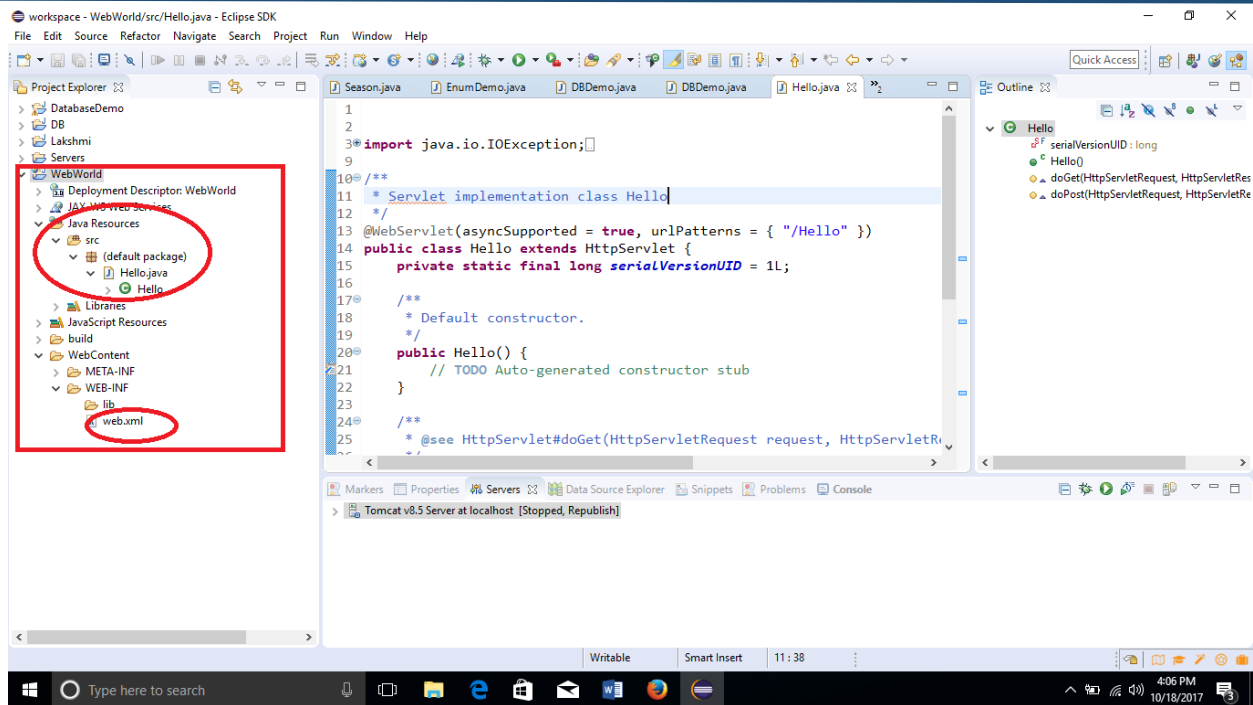 workspace - WebWorld/src/Hello.java - Eclipse SDK
File Edit Source Refactor Navigate Search Project Run Window Help
Quick Access
Project Explorer
DatabaseDemo
DB
Lakshmi
Servers
WebWorld
Deployment Descriptor: WebWorld
JAX-WS Web Services
Java Resources
src
(default package)
Hello.java
Hello
Libraries
JavaScript Resources
build
WebContent
META-INF
WEB-INF
lib
web.xml
Season.java EnumDemo.java DBDemo.java DBDemo.java Hello.java »2
1
2
3 import java.io.IOException;
9
10 /**
11 * Servlet implementation class Hello
12 */
13 @WebServlet(asyncSupported = true, urlPatterns = { "/Hello" })
14 public class Hello extends HttpServlet {
15 private static final long serialVersionUID = 1L;
16
17 /**
18 * Default constructor.
19 */
20 public Hello() {
21 // TODO Auto-generated constructor stub
22 }
23
24 /**
25 * @see HttpServlet#doGet(HttpServletRequest request, HttpServletRe
Outline
Hello
serialVersionUID : long
Hello()
doGet(HttpServletRequest, HttpServletRes
doPost(HttpServletRequest, HttpServletRe
Markers Properties Servers Data Source Explorer Snippets Problems Console
Tomcat v8.5 Server at localhost [Stopped, Republish]
Writable Smart Insert 11 : 38
Type here to search
4:06 PM
10/18/2017
3